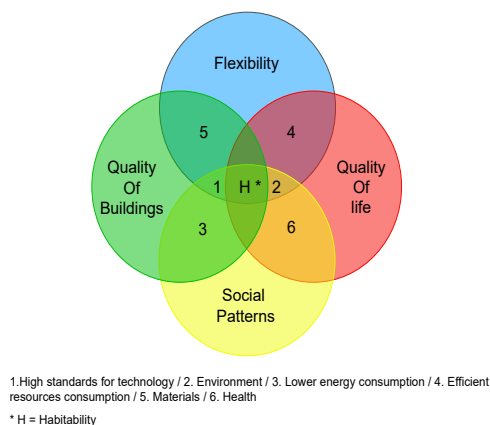 Flexibility
5
4
Quality
Of
Buildings
Quality
Of
life
1
H *
2
3
6
Social
Patterns
1.High standards for technology / 2. Environment / 3. Lower energy consumption / 4. Efficient
resources consumption / 5. Materials / 6. Health
* H = Habitability